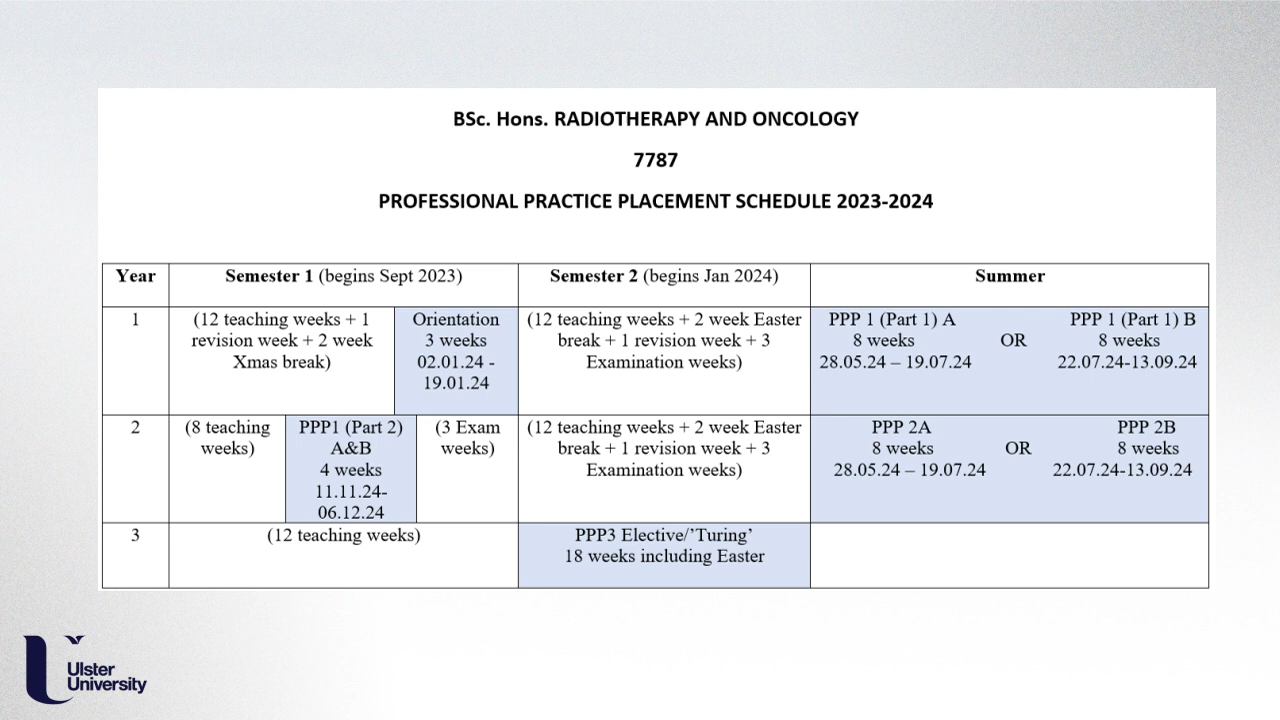 BSc. Hons. RADIOTHERAPY AND ONCOLOGY
7787
PROFESSIONAL PRACTICE PLACEMENT SCHEDULE 2023-2024
Year
Semester 1 (begins Sept 2023)
Semester 2 (begins Jan 2024)
Summer
1
(12 teaching weeks + 1
revision week + 2 week
Xmas break)
Orientation
3 weeks
02.01.24 -
19.01.24
(12 teaching weeks + 2 week Easter
break + 1 revision week + 3
Examination weeks)
PPP 1 (Part 1) A
8 weeks
28.05.24 – 19.07.24
OR
PPP 1 (Part 1) B
8 weeks
22.07.24-13.09.24
2
(8 teaching
weeks)
PPP1 (Part 2)
A&B
4 weeks
11.11.24-
06.12.24
(3 Exam
weeks)
(12 teaching weeks + 2 week Easter
break + 1 revision week + 3
Examination weeks)
PPP 2A
8 weeks
28.05.24 – 19.07.24
OR
PPP 2B
8 weeks
22.07.24-13.09.24
3
(12 teaching weeks)
PPP3 Elective/’Turing’
18 weeks including Easter
Ulster
University